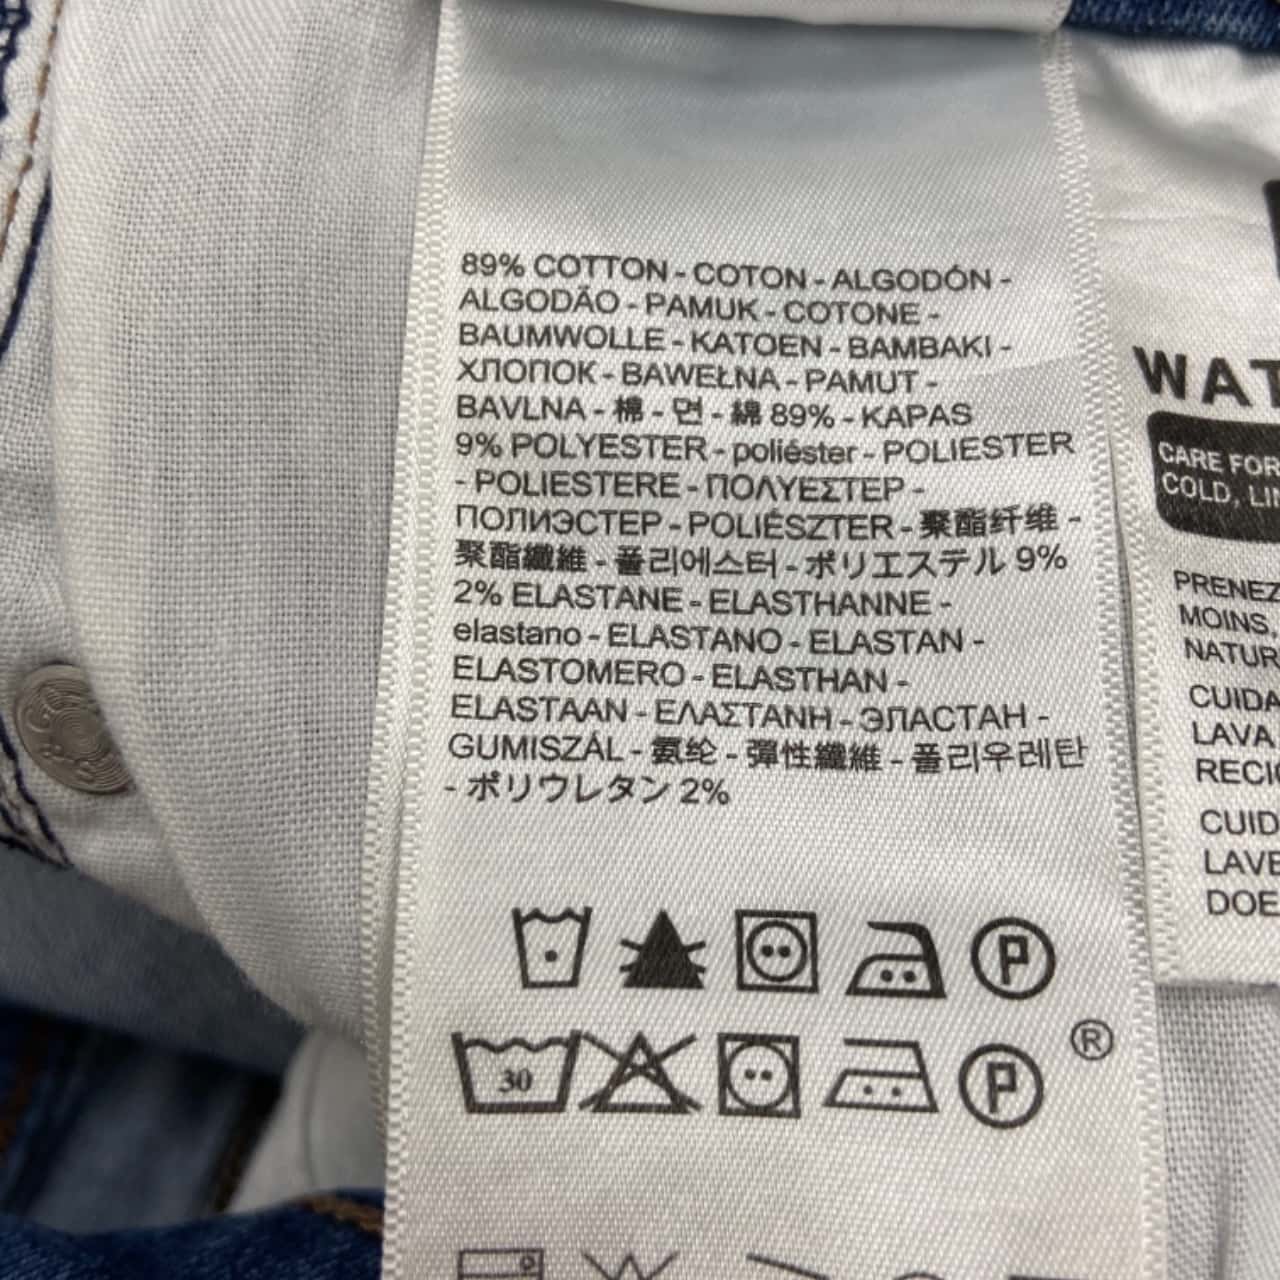 89% COTTON - COTON - ALGODÓN -
ALGODÃO - PAMUK - COTONE -
BAUMWOLLE - KATOEN - BAMBAKI -
ХЛОПОК - BAWEŁNA - PAMUT -
BAVLNA - 棉 - 면 - 綿 89% - KAPAS
9% POLYESTER - poliéster - POLIESTER
- POLIESTERE - ΠΟΛΥΕΣΤΕΡ -
ПОЛИЭСТЕР - POLIÉSZTER - 聚酯纤维 -
聚酯纖維 - 폴리에스터 - ポリエステル 9%
2% ELASTANE - ELASTHANNE -
elastano - ELASTANO - ELASTAN -
ELASTOMERO - ELASTHAN -
ELASTAAN - ΕΛΑΣΤΑΝΗ - ЭЛАСТАН -
GUMISZÁL - 氨纶 - 彈性纖維 - 폴리우레탄
- ポリウレタン 2%
P
30 P ®
WAT
CARE FOR
COLD, LI
PRENEZ
MOINS,
NATUR
CUIDA
LAVA
RECI
CUID
LAVE
DOE